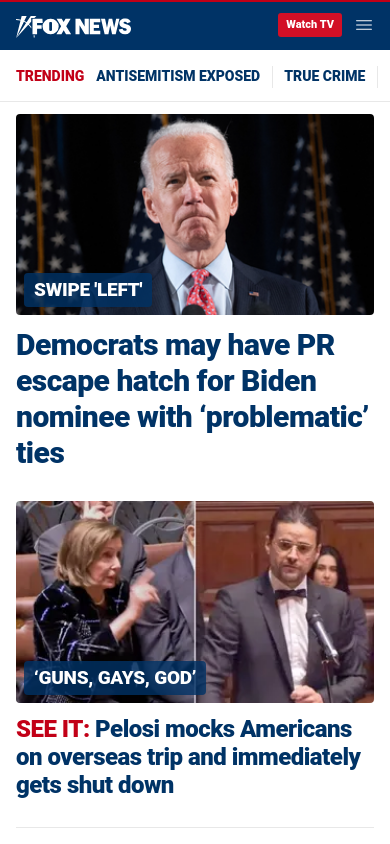 FOX NEWS
Watch TV
TRENDING ANTISEMITISM EXPOSED TRUE CRIME
SWIPE 'LEFT'
Democrats may have PR
escape hatch for Biden
nominee with ‘problematic’
ties
‘GUNS, GAYS, GOD’
SEE IT: Pelosi mocks Americans
on overseas trip and immediately
gets shut down